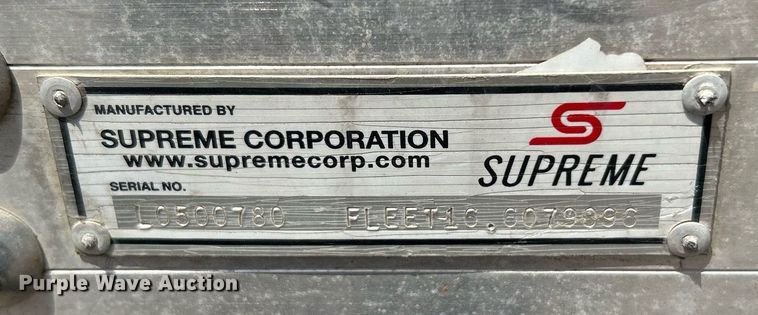 MANUFACTURED BY
SUPREME CORPORATION
www.supremecorp.com
SERIAL NO.
S
SUPREME
L0500780 FLEET16.6079896
Purple Wave Auction